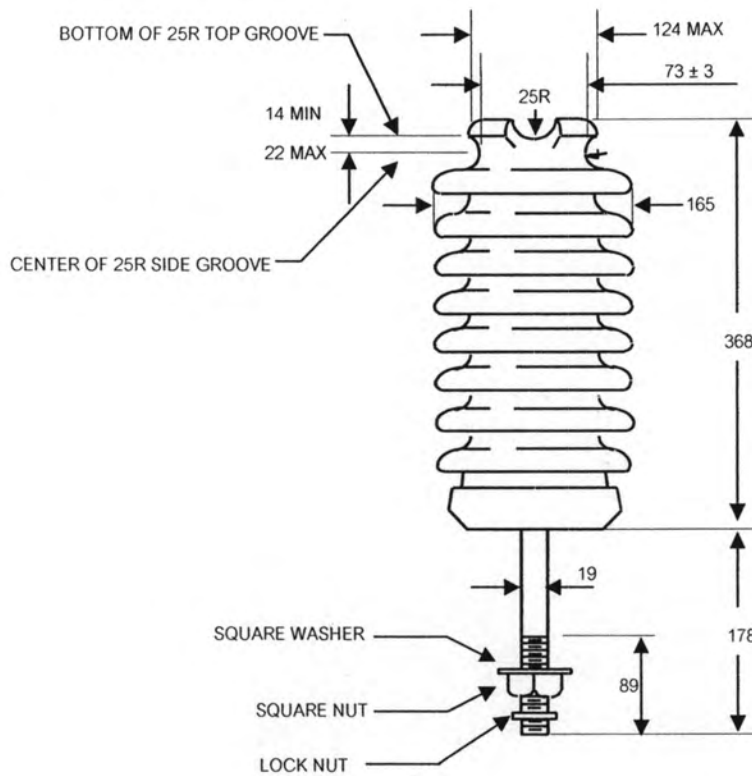 BOTTOM OF 25R TOP GROOVE
124 MAX
73 ± 3
25R
14 MIN
22 MAX
165
CENTER OF 25R SIDE GROOVE
368
19
178
SQUARE WASHER
89
SQUARE NUT
LOCK NUT